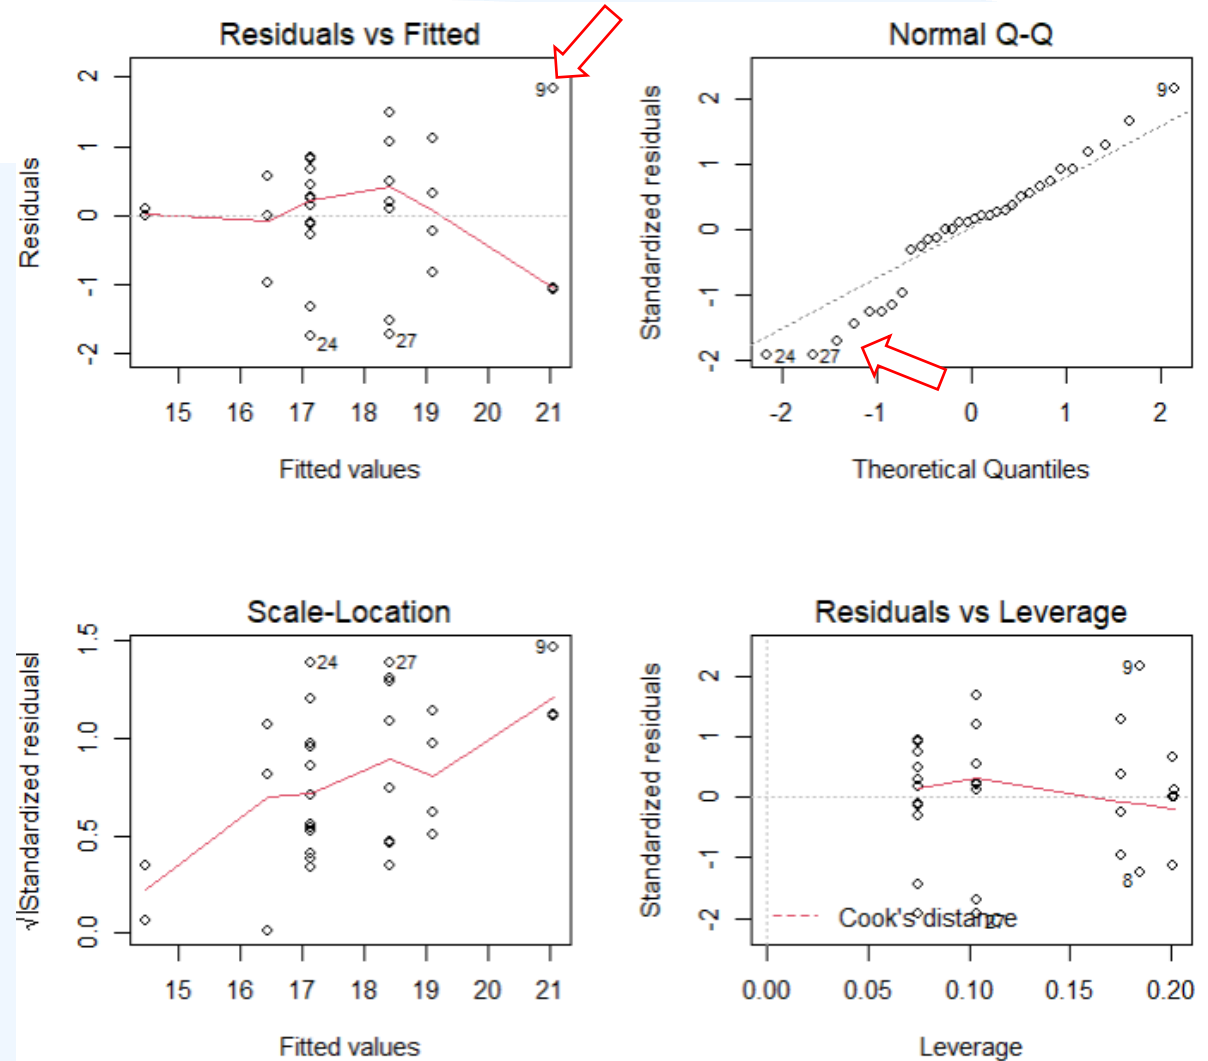 Residuals vs Fitted
Residuals
2
1
0
-1
-2
9
24
27
15 16 17 18 19 20 21
Fitted values
Normal Q-Q
Standardized residuals
2
1
0
-1
-2
9
24
27
-2 -1 0 1 2
Theoretical Quantiles
Scale-Location
√|Standardized residuals|
1.5
1.0
0.5
0.0
24
27
9
15 16 17 18 19 20 21
Fitted values
Residuals vs Leverage
Standardized residuals
2
1
0
-1
-2
9
8
27
Cook's distance
0.00 0.05 0.10 0.15 0.20
Leverage